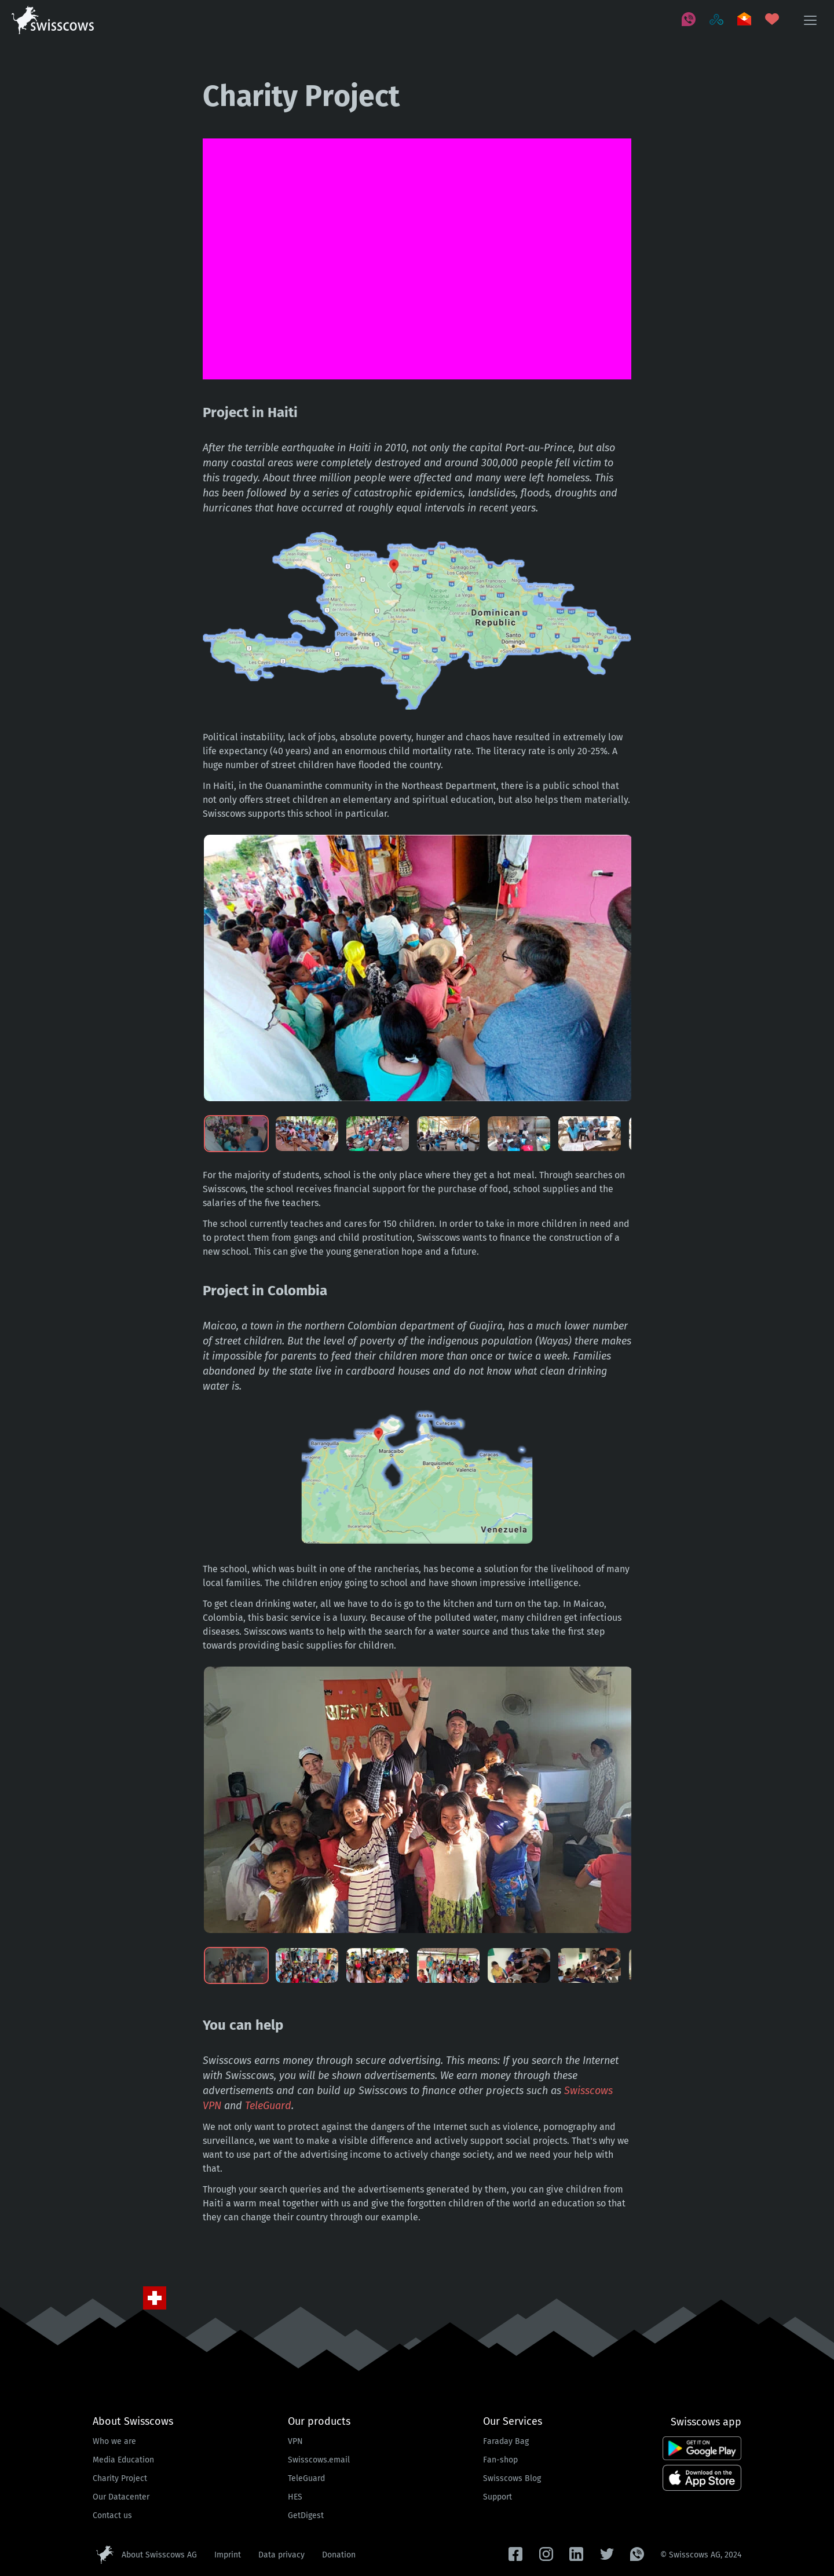 swisscows
Charity Project
Project in Haiti
After the terrible earthquake in Haiti in 2010, not only the capital Port-au-Prince, but also
many coastal areas were completely destroyed and around 300,000 people fell victim to
this tragedy. About three million people were affected and many were left homeless. This
has been followed by a series of catastrophic epidemics, landslides, floods, droughts and
hurricanes that have occurred at roughly equal intervals in recent years.
Dominican
Republic
Port-au-Prince
Santo
Domingo
Political instability, lack of jobs, absolute poverty, hunger and chaos have resulted in extremely low
life expectancy (40 years) and an enormous child mortality rate. The literacy rate is only 20-25%. A
huge number of street children have flooded the country.
In Haiti, in the Ouanaminthe community in the Northeast Department, there is a public school that
not only offers street children an elementary and spiritual education, but also helps them materially.
Swisscows supports this school in particular.
For the majority of students, school is the only place where they get a hot meal. Through searches on
Swisscows, the school receives financial support for the purchase of food, school supplies and the
salaries of the five teachers.
The school currently teaches and cares for 150 children. In order to take in more children in need and
to protect them from gangs and child prostitution, Swisscows wants to finance the construction of a
new school. This can give the young generation hope and a future.
Project in Colombia
Maicao, a town in the northern Colombian department of Guajira, has a much lower number
of street children. But the level of poverty of the indigenous population (Wayas) there makes
it impossible for parents to feed their children more than once or twice a week. Families
abandoned by the state live in cardboard houses and do not know what clean drinking
water is.
Aruba
Curacao
Barranquilla
Maracaibo
Caracas
Barquisimeto
Valencia
Venezuela
The school, which was built in one of the rancherias, has become a solution for the livelihood of many
local families. The children enjoy going to school and have shown impressive intelligence.
To get clean drinking water, all we have to do is go to the kitchen and turn on the tap. In Maicao,
Colombia, this basic service is a luxury. Because of the polluted water, many children get infectious
diseases. Swisscows wants to help with the search for a water source and thus take the first step
towards providing basic supplies for children.
BIENVENID
You can help
Swisscows earns money through secure advertising. This means: If you search the Internet
with Swisscows, you will be shown advertisements. We earn money through these
advertisements and can build up Swisscows to finance other projects such as Swisscows
VPN and TeleGuard.
We not only want to protect against the dangers of the Internet such as violence, pornography and
surveillance, we want to make a visible difference and actively support social projects. That's why we
want to use part of the advertising income to actively change society, and we need your help with
that.
Through your search queries and the advertisements generated by them, you can give children from
Haiti a warm meal together with us and give the forgotten children of the world an education so that
they can change their country through our example.
About Swisscows
Who we are
Media Education
Charity Project
Our Datacenter
Contact us
Our products
VPN
Swisscows.email
TeleGuard
HES
GetDigest
Our Services
Faraday Bag
Fan-shop
Swisscows Blog
Support
Swisscows app
GET IT ON
Google Play
Download on the
App Store
About Swisscows AG
Imprint
Data privacy
Donation
© Swisscows AG, 2024